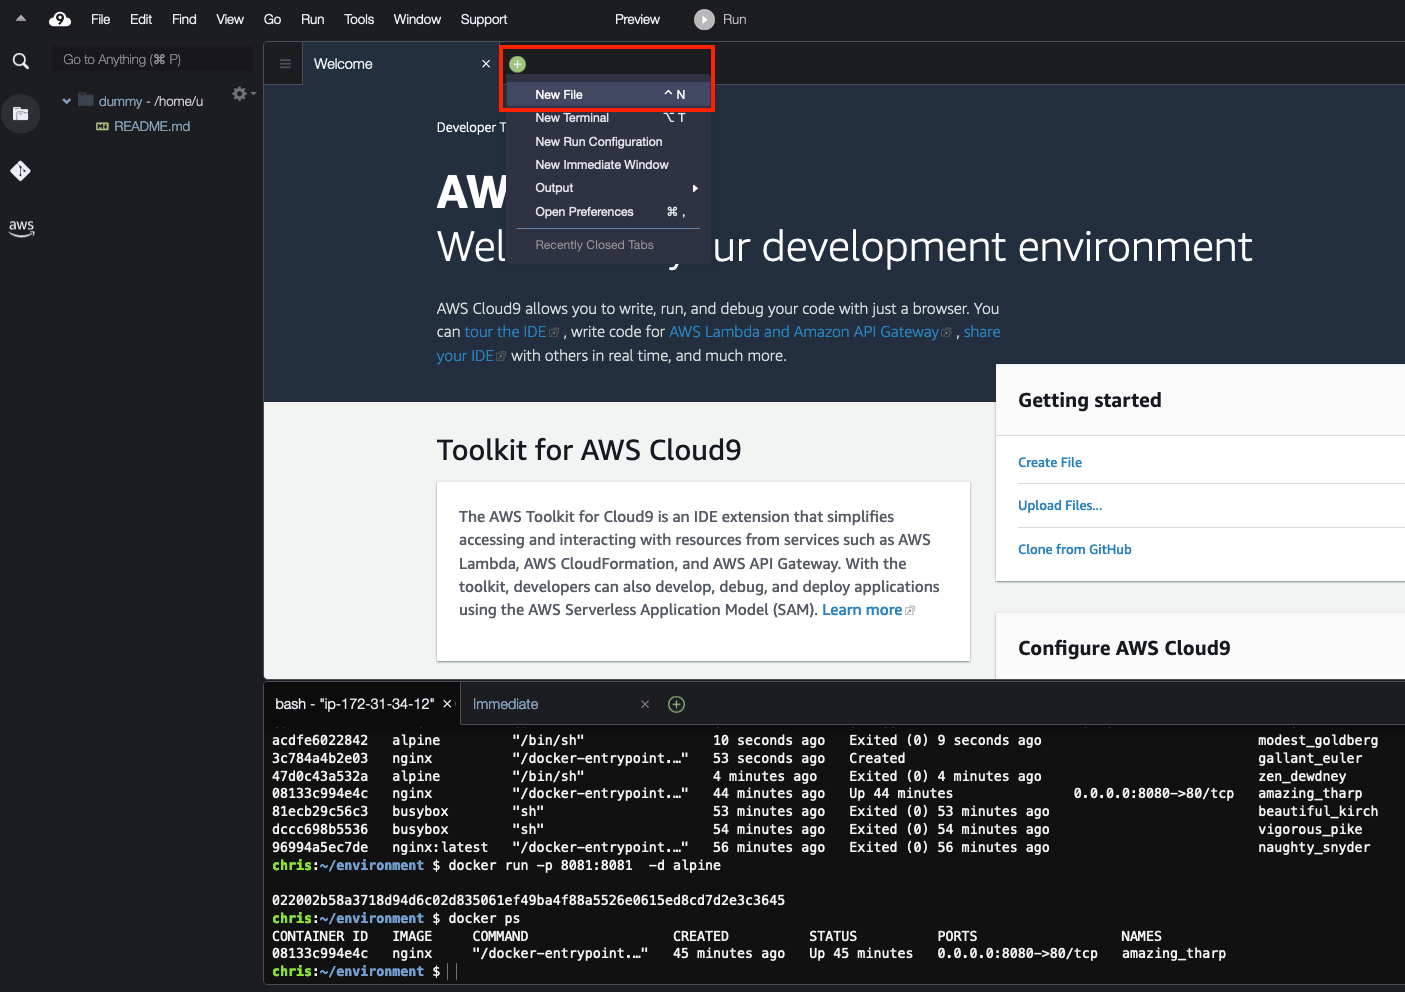 9 File Edit Find View Go Run Tools Window Support Preview Run
Go to Anything (⌘ P)
dummy - /home/u
README.md
aws
Welcome
New File ^ N
New Terminal ⌥ T
New Run Configuration
New Immediate Window
Output
Open Preferences ⌘ ,
Recently Closed Tabs
Developer T
AW
Wel ur development environment
AWS Cloud9 allows you to write, run, and debug your code with just a browser. You
can tour the IDE , write code for AWS Lambda and Amazon API Gateway , share
your IDE with others in real time, and much more.
Getting started
Create File
Upload Files...
Clone from GitHub
Toolkit for AWS Cloud9
The AWS Toolkit for Cloud9 is an IDE extension that simplifies
accessing and interacting with resources from services such as AWS
Lambda, AWS CloudFormation, and AWS API Gateway. With the
toolkit, developers can also develop, debug, and deploy applications
using the AWS Serverless Application Model (SAM). Learn more
Configure AWS Cloud9
bash - "ip-172-31-34-12" Immediate
acdfe6022842 alpine "/bin/sh" 10 seconds ago Exited (0) 9 seconds ago modest_goldberg
3c784a4b2e03 nginx "/docker-entrypoint.…" 53 seconds ago Created gallant_euler
47d0c43a532a alpine "/bin/sh" 4 minutes ago Exited (0) 4 minutes ago zen_dewdney
08133c994e4c nginx "/docker-entrypoint.…" 44 minutes ago Up 44 minutes 0.0.0.0:8080->80/tcp amazing_tharp
81ecb29c56c3 busybox "sh" 53 minutes ago Exited (0) 53 minutes ago beautiful_kirch
dccc698b5536 busybox "sh" 54 minutes ago Exited (0) 54 minutes ago vigorous_pike
96994a5ec7de nginx:latest "/docker-entrypoint.…" 56 minutes ago Exited (0) 56 minutes ago naughty_snyder
chris:~/environment $ docker run -p 8081:8081 -d alpine
022002b58a3718d94d6c02d835061ef49ba4f88a5526e0615ed8cd7d2e3c3645
chris:~/environment $ docker ps
CONTAINER ID IMAGE COMMAND CREATED STATUS PORTS NAMES
08133c994e4c nginx "/docker-entrypoint.…" 45 minutes ago Up 45 minutes 0.0.0.0:8080->80/tcp amazing_tharp
chris:~/environment $